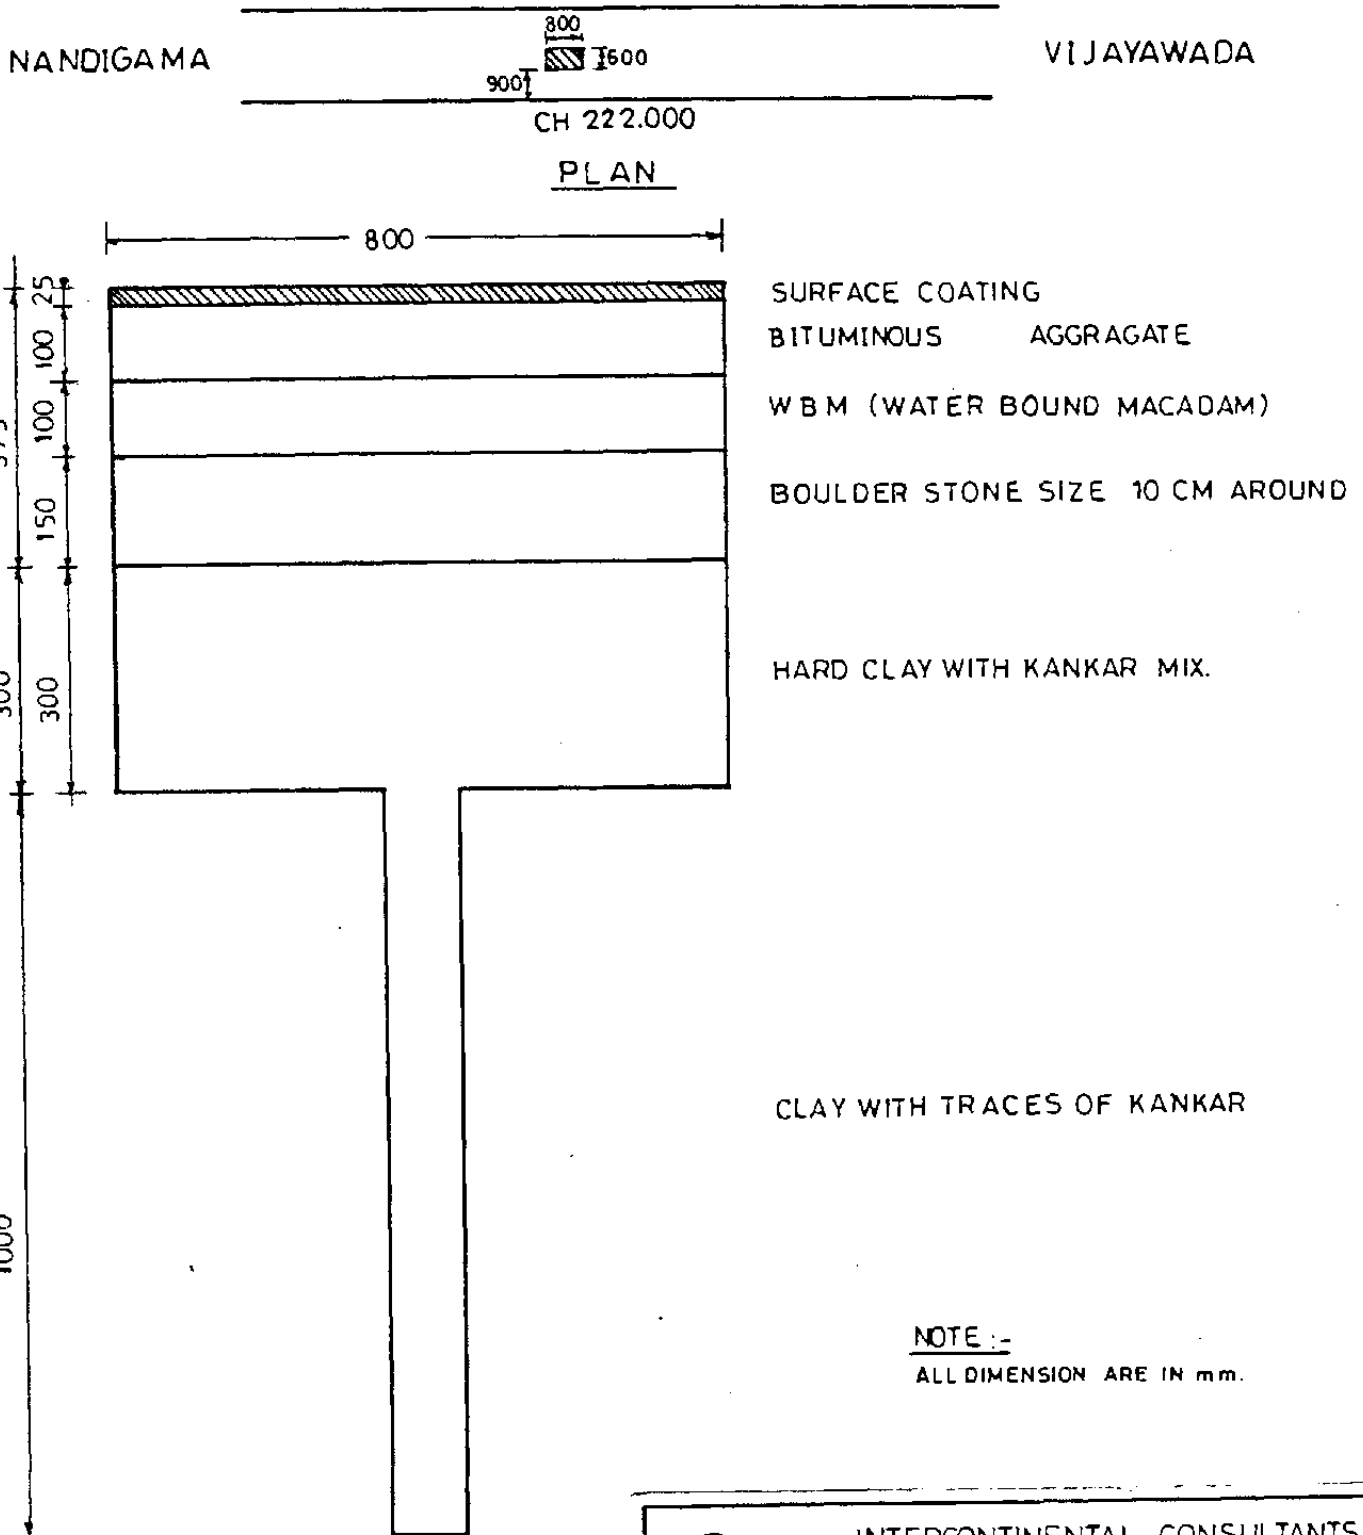 800
NANDIGAMA
600
VIJAYAWADA
900
CH 222.000
PLAN
800
25
SURFACE COATING
100
BITUMINOUS AGGRAGATE
100
WBM (WATER BOUND MACADAM)
150
BOULDER STONE SIZE 10 CM AROUND
300
300
HARD CLAY WITH KANKAR MIX.
CLAY WITH TRACES OF KANKAR
1000
NOTE :-
ALL DIMENSION ARE IN mm.
INTERCONTINENTAL CONSULTANTS